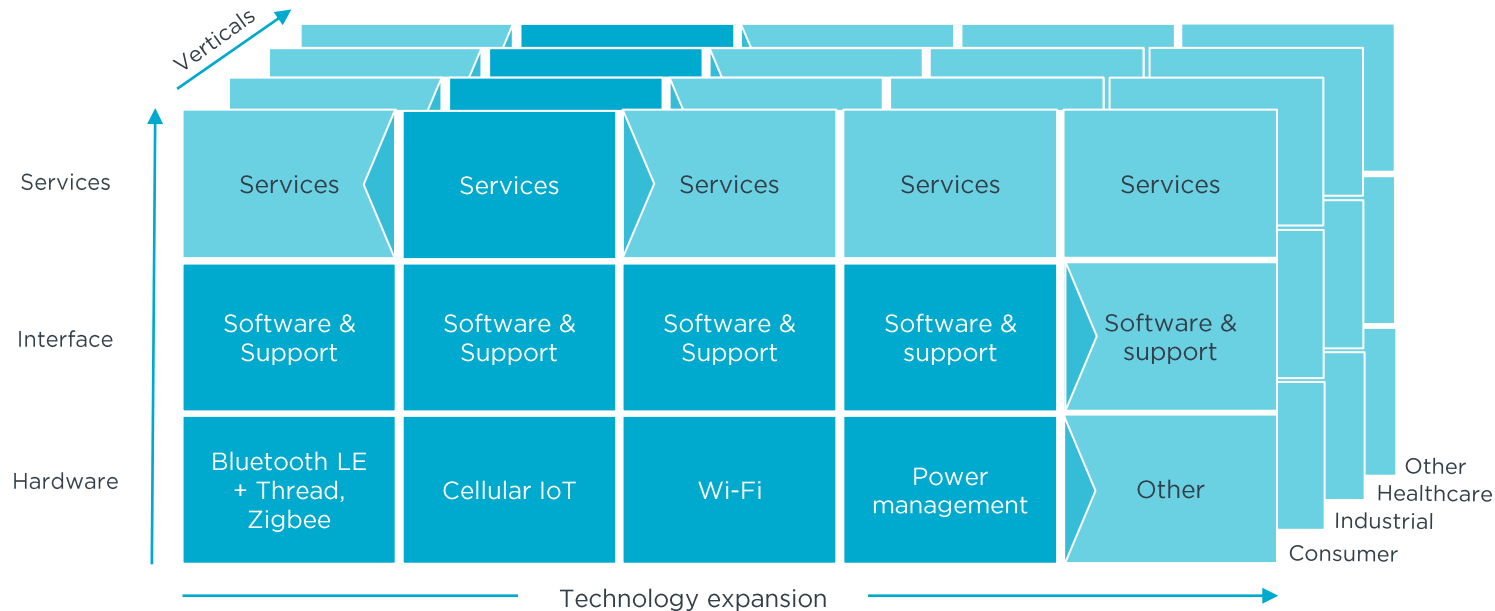 Verticals
Services
Services
Services
Services
Services
Services
Interface
Software &
Support
Software &
Support
Software &
Support
Software &
support
Software &
support
Hardware
Bluetooth LE
+ Thread,
Zigbee
Cellular IoT
Wi-Fi
Power
management
Other
Other
Healthcare
Industrial
Consumer
Technology expansion